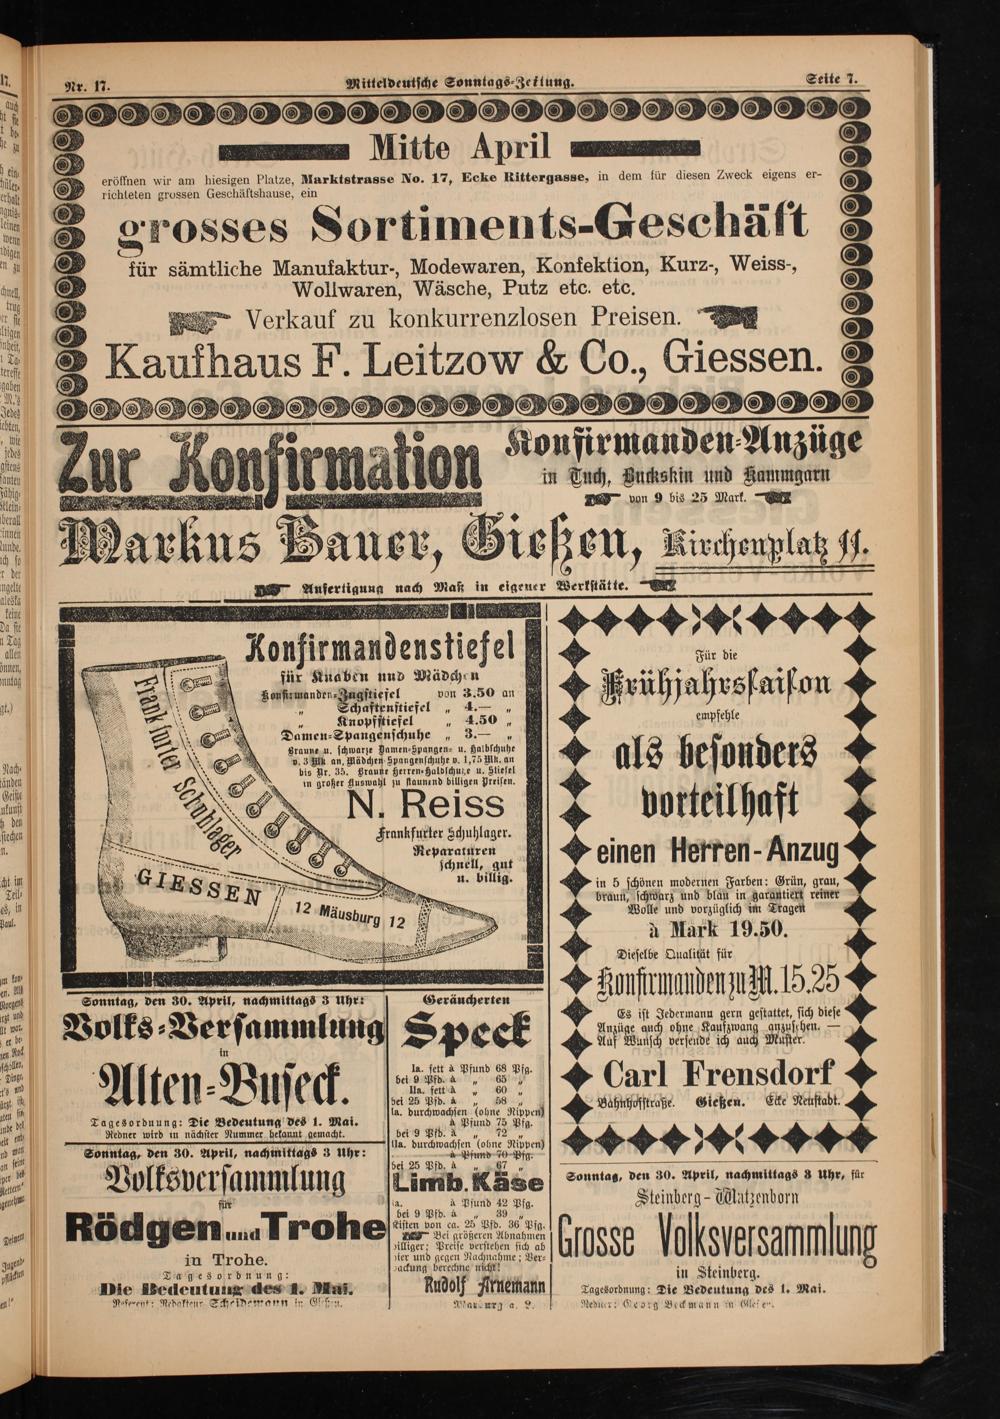 Nr. 17.
Mitteldeutsche Sonntags-Zeitung.
Seite 7.
Mitte April
eröffnen wir am hiesigen Platze, Marktstrasse No. 17, Ecke Rittergasse, in dem für diesen Zweck eigens er-
richteten grossen Geschäftshause, ein
grosses Sortiments-Geschäft
für sämtliche Manufaktur-, Modewaren, Konfektion, Kurz-, Weiss-,
Wollwaren, Wäsche, Putz etc. etc.
Verkauf zu konkurrenzlosen Preisen.
Kaufhaus F. Leitzow & Co., Giessen.
Zur Konfirmation
Konfirmanden-Anzüge
in Tuch, Buckskin und Kammgarn
von 9 bis 25 Mark.
Markus Bauer, Gießen, Kirchenplatz 11.
Anfertigung nach Maß in eigener Werkstätte.
Konfirmandenstiefel
für Knaben und Mädchen
Konfirmanden-Zugstiefel von 3.50 an
„ Schaftenstiefel „ 4.— „
„ Knopfstiefel „ 4.50 „
Damen-Spangenschuhe „ 3.— „
Braune u. schwarze Damen-Spangen- u. Halbschuhe
v. 3 Mk an, Mädchen-Spangenschuhe v. 1,75 Mk. an
bis Nr. 35. Braune Herren-Halbschuhe u. Stiefel
in großer Auswahl zu staunend billigen Preisen.
N. Reiss
Frankfurter Schuhlager.
Reparaturen
schnell, gut
u. billig.
Frankfurter Schuhlager
GIESSEN
12 Mäusburg 12
Für die
Frühjahrssaison
empfehle
als besonders
vorteilhaft
einen Herren-Anzug
in 5 schönen modernen Farben: Grün, grau,
braun, schwarz und blau in garantiert reiner
Wolle und vorzüglich im Tragen
à Mark 19.50.
Dieselbe Qualität für
Konfirmanden zu M. 15.25
Es ist Jedermann gern gestattet, sich diese
Anzüge auch ohne Kaufzwang anzusehen. —
Auf Wunsch versende ich auch Muster.
Carl Frensdorf
Bahnhofstraße. Gießen. Ecke Neustadt.
Sonntag, den 30. April, nachmittags 3 Uhr:
Volks-Versammlung
in
Alten-Buseck.
Tagesordnung: Die Bedeutung des 1. Mai.
Redner wird in nächster Nummer bekannt gemacht.
Sonntag, den 30. April, nachmittags 3 Uhr:
Volksversammlung
für
Rödgen und Trohe
in Trohe.
Tagesordnung:
Die Bedeutung des 1. Mai.
Referent: Redakteur Scheidemann in Gießen.
Geräucherten
Speck
Ia. fett à Pfund 68 Pfg.
bei 9 Pfd. à „ 65 „
IIa. fett à „ 60 „
bei 25 Pfd. à „ 58 „
Ia. durchwachsen (ohne Rippen)
à Pfund 75 Pfg.
bei 9 Pfd. à „ 72 „
IIa. durchwachsen (ohne Rippen)
à Pfund 70 Pfg.
bei 25 Pfd. à „ 67 „
Limb. Käse
Ia. à Pfund 42 Pfg.
bei 9 Pfd. à „ 39 „
Kisten von ca. 25 Pfd. 36 Pfg.
Bei größeren Abnahmen
billiger; Preise verstehen sich ab
hier und gegen Nachnahme; Ver-
packung berechne nicht!
Rudolf Arnemann
Marburg a. L.
Sonntag, den 30. April, nachmittags 3 Uhr, für
Steinberg-Watzenborn
Grosse Volksversammlung
in Steinberg.
Tagesordnung: Die Bedeutung des 1. Mai.
Redner: Georg Beckmann in Gießen.